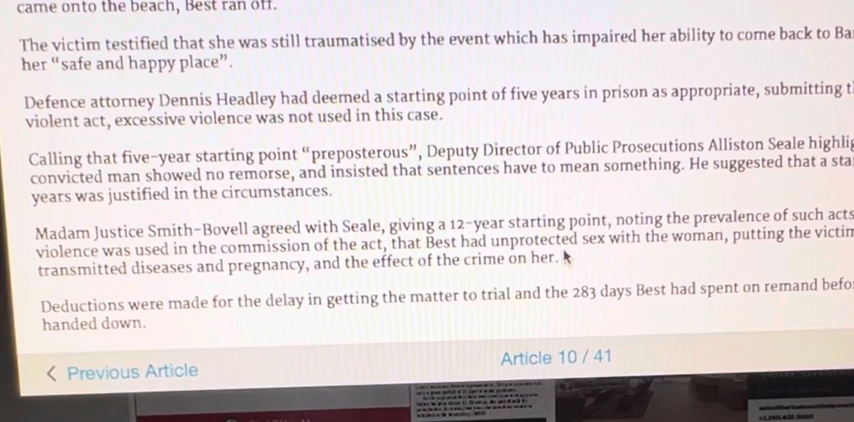 came onto the beach, Best ran off.
The victim testified that she was still traumatised by the event which has impaired her ability to come back to
her “safe and happy place”.
Defence attorney Dennis Headley had deemed a starting point of five years in prison as appropriate, submitting
violent act, excessive violence was not used in this case.
Calling that five-year starting point “preposterous”, Deputy Director of Public Prosecutions Alliston Seale
convicted man showed no remorse, and insisted that sentences have to mean something. He suggested that a
years was justified in the circumstances.
Madam Justice Smith-Bovell agreed with Seale, giving a 12-year starting point, noting the prevalence of such acts
violence was used in the commission of the act, that Best had unprotected sex with the woman, putting the
transmitted diseases and pregnancy, and the effect of the crime on her.
Deductions were made for the delay in getting the matter to trial and the 283 days Best had spent on remand
handed down.
< Previous Article
Article 10 / 41